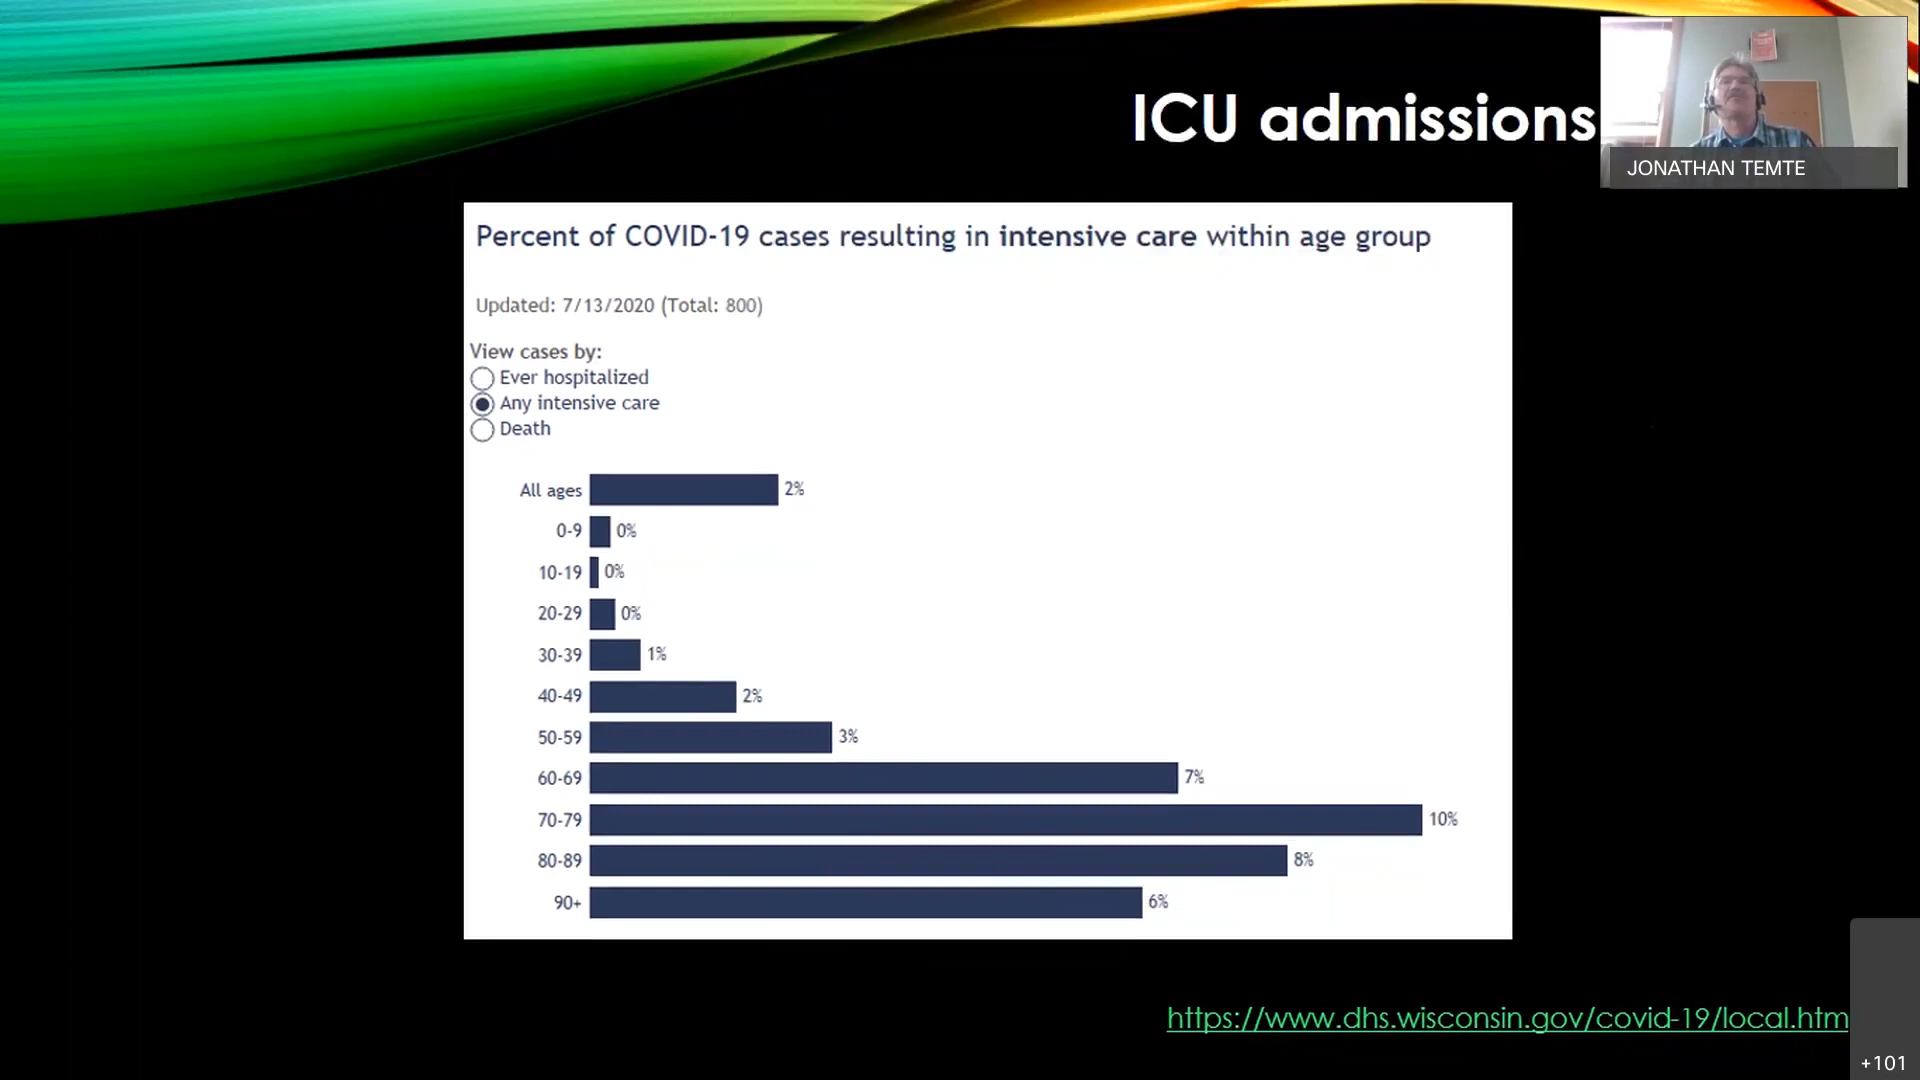 ICU admissions
JONATHAN TEMTE
Percent of COVID-19 cases resulting in intensive care within age group
Updated: 7/13/2020 (Total: 800)
View cases by:
Ever hospitalized
Any intensive care
Death
All ages 2%
0-9 0%
10-19 0%
20-29 0%
30-39 1%
40-49 2%
50-59 3%
60-69 7%
70-79 10%
80-89 8%
90+ 6%
https://www.dhs.wisconsin.gov/covid-19/local.htm
+101